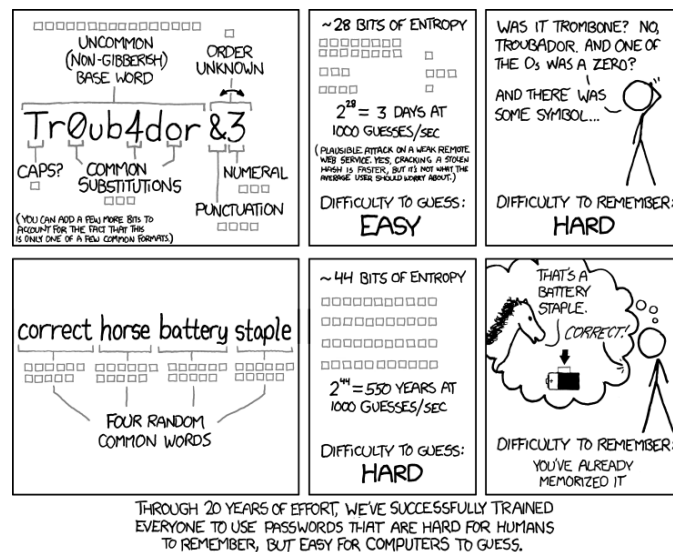 UNCOMMON
(NON-GIBBERISH)
BASE WORD
ORDER
UNKNOWN
Tr0ub4dor &3
CAPS?
COMMON
SUBSTITUTIONS
NUMERAL
PUNCTUATION
(YOU CAN ADD A FEW MORE BITS TO
ACCOUNT FOR THE FACT THAT THIS
IS ONLY ONE OF A FEW COMMON FORMATS.)
~28 BITS OF ENTROPY
2^28 = 3 DAYS AT
1000 GUESSES/SEC
(PLAUSIBLE ATTACK ON A WEAK REMOTE
WEB SERVICE. YES, CRACKING A STOLEN
HASH IS FASTER, BUT IT'S NOT WHAT THE
AVERAGE USER SHOULD WORRY ABOUT.)
DIFFICULTY TO GUESS:
EASY
WAS IT TROMBONE? NO,
TROUBADOR. AND ONE OF
THE Os WAS A ZERO?
AND THERE WAS
SOME SYMBOL...
DIFFICULTY TO REMEMBER:
HARD
correct horse battery staple
FOUR RANDOM
COMMON WORDS
~44 BITS OF ENTROPY
2^44 = 550 YEARS AT
1000 GUESSES/SEC
DIFFICULTY TO GUESS:
HARD
THAT'S A
BATTERY
STAPLE.
CORRECT!
DIFFICULTY TO REMEMBER:
YOU'VE ALREADY
MEMORIZED IT
THROUGH 20 YEARS OF EFFORT, WE'VE SUCCESSFULLY TRAINED
EVERYONE TO USE PASSWORDS THAT ARE HARD FOR HUMANS
TO REMEMBER, BUT EASY FOR COMPUTERS TO GUESS.